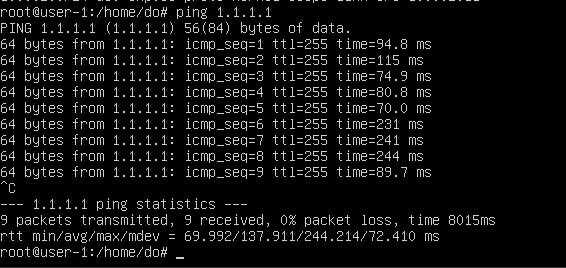 root@user-1:/home/do# ping 1.1.1.1
PING 1.1.1.1 (1.1.1.1) 56(84) bytes of data.
64 bytes from 1.1.1.1: icmp_seq=1 ttl=255 time=94.8 ms
64 bytes from 1.1.1.1: icmp_seq=2 ttl=255 time=115 ms
64 bytes from 1.1.1.1: icmp_seq=3 ttl=255 time=74.9 ms
64 bytes from 1.1.1.1: icmp_seq=4 ttl=255 time=80.8 ms
64 bytes from 1.1.1.1: icmp_seq=5 ttl=255 time=70.0 ms
64 bytes from 1.1.1.1: icmp_seq=6 ttl=255 time=231 ms
64 bytes from 1.1.1.1: icmp_seq=7 ttl=255 time=241 ms
64 bytes from 1.1.1.1: icmp_seq=8 ttl=255 time=244 ms
64 bytes from 1.1.1.1: icmp_seq=9 ttl=255 time=89.7 ms
^C
--- 1.1.1.1 ping statistics ---
9 packets transmitted, 9 received, 0% packet loss, time 8015ms
rtt min/avg/max/mdev = 69.992/137.911/244.214/72.410 ms
root@user-1:/home/do# _